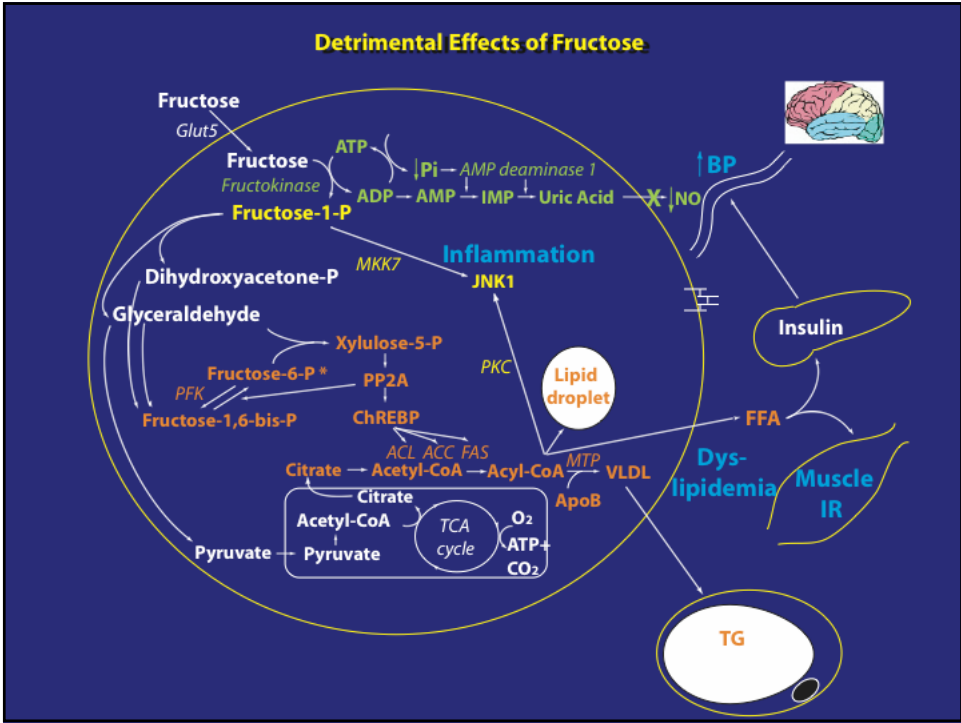 Detrimental Effects of Fructose
Fructose
Glut5
Fructose
Fructokinase
Fructose-1-P
ATP
ADP
↓Pi
AMP deaminase 1
AMP
IMP
Uric Acid
X
↓NO
↑BP
MKK7
Inflammation
JNK1
Dihydroxyacetone-P
Glyceraldehyde
Xylulose-5-P
Fructose-6-P *
PFK
PP2A
Fructose-1,6-bis-P
ChREBP
PKC
Lipid
droplet
Insulin
FFA
ACL ACC FAS
Citrate
Acetyl-CoA
Acyl-CoA
MTP
VLDL
ApoB
Dys-
lipidemia
Muscle
IR
Citrate
Acetyl-CoA
TCA
cycle
O2
ATP+
CO2
Pyruvate
Pyruvate
TG